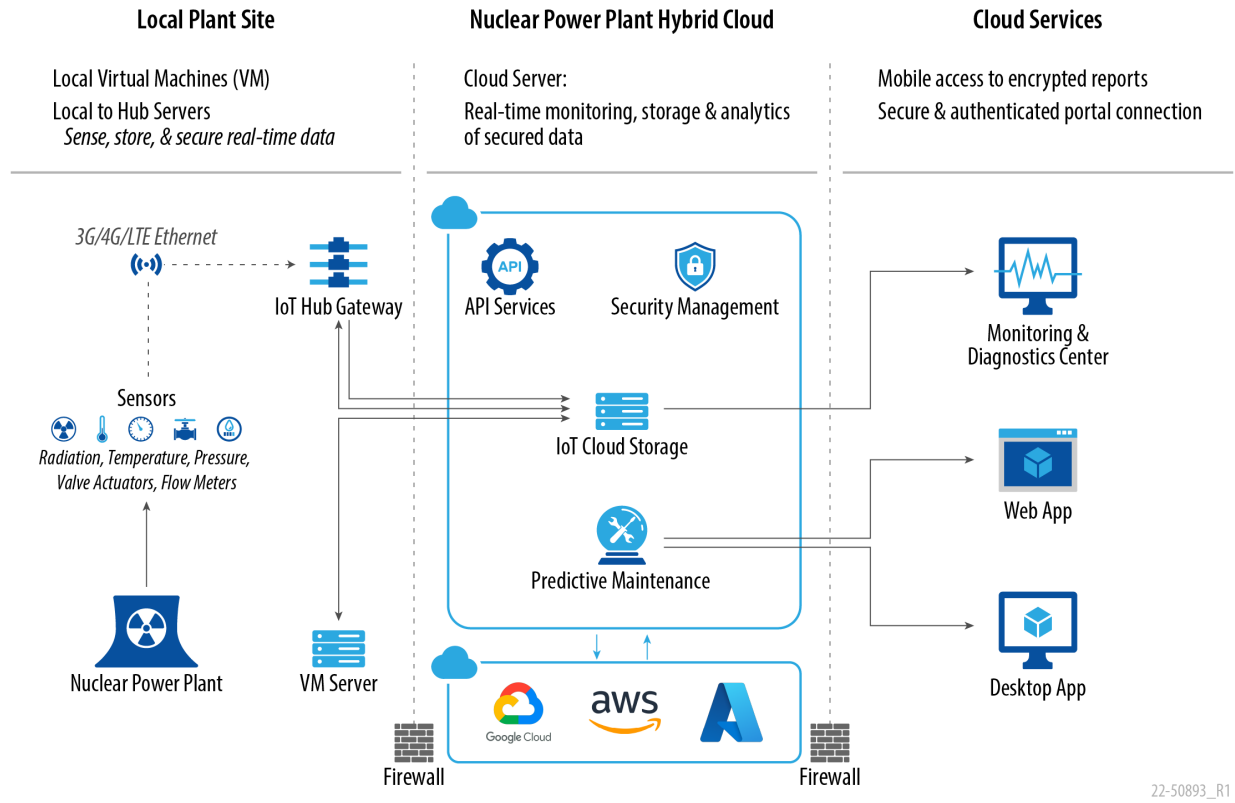 Local Plant Site
Nuclear Power Plant Hybrid Cloud
Cloud Services
Local Virtual Machines (VM)
Local to Hub Servers
Sense, store, & secure real-time data
Cloud Server:
Real-time monitoring, storage & analytics
of secured data
Mobile access to encrypted reports
Secure & authenticated portal connection
3G/4G/LTE Ethernet
IoT Hub Gateway
API
API Services
Security Management
Monitoring &
Diagnostics Center
Sensors
Radiation, Temperature, Pressure,
Valve Actuators, Flow Meters
IoT Cloud Storage
Web App
Predictive Maintenance
Nuclear Power Plant
VM Server
Desktop App
Google Cloud
aws
Firewall
Firewall
22-50893_R1